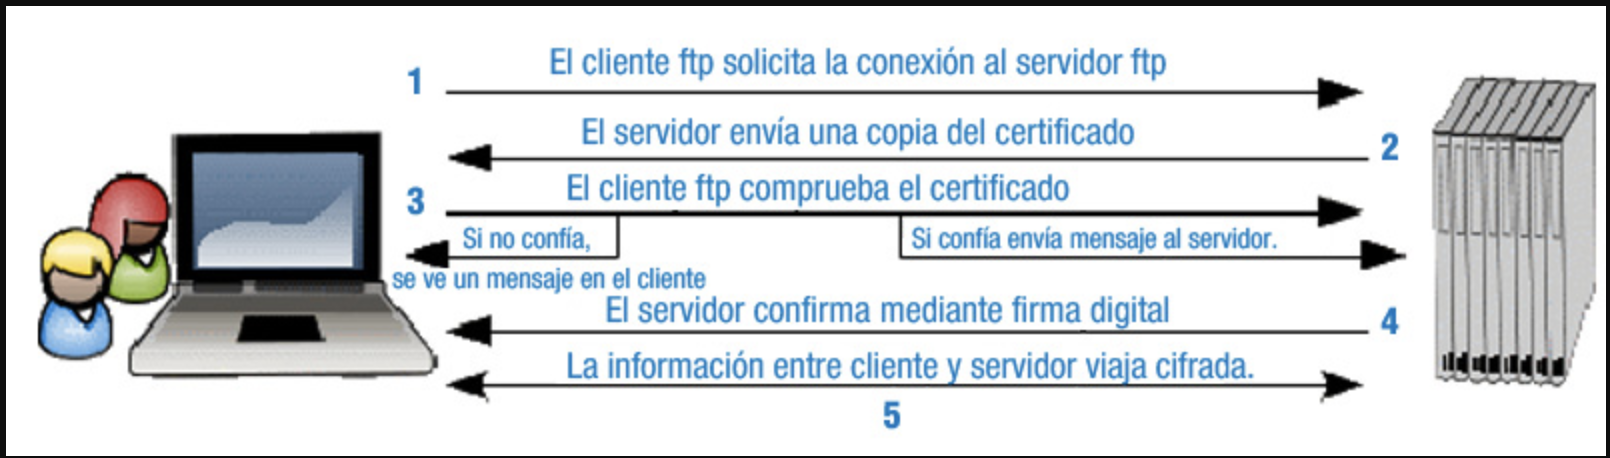 1
El cliente ftp solicita la conexión al servidor ftp
El servidor envía una copia del certificado
2
3
El cliente ftp comprueba el certificado
Si no confía,
Si confía envía mensaje al servidor.
se ve un mensaje en el cliente
El servidor confirma mediante firma digital
4
La información entre cliente y servidor viaja cifrada.
5